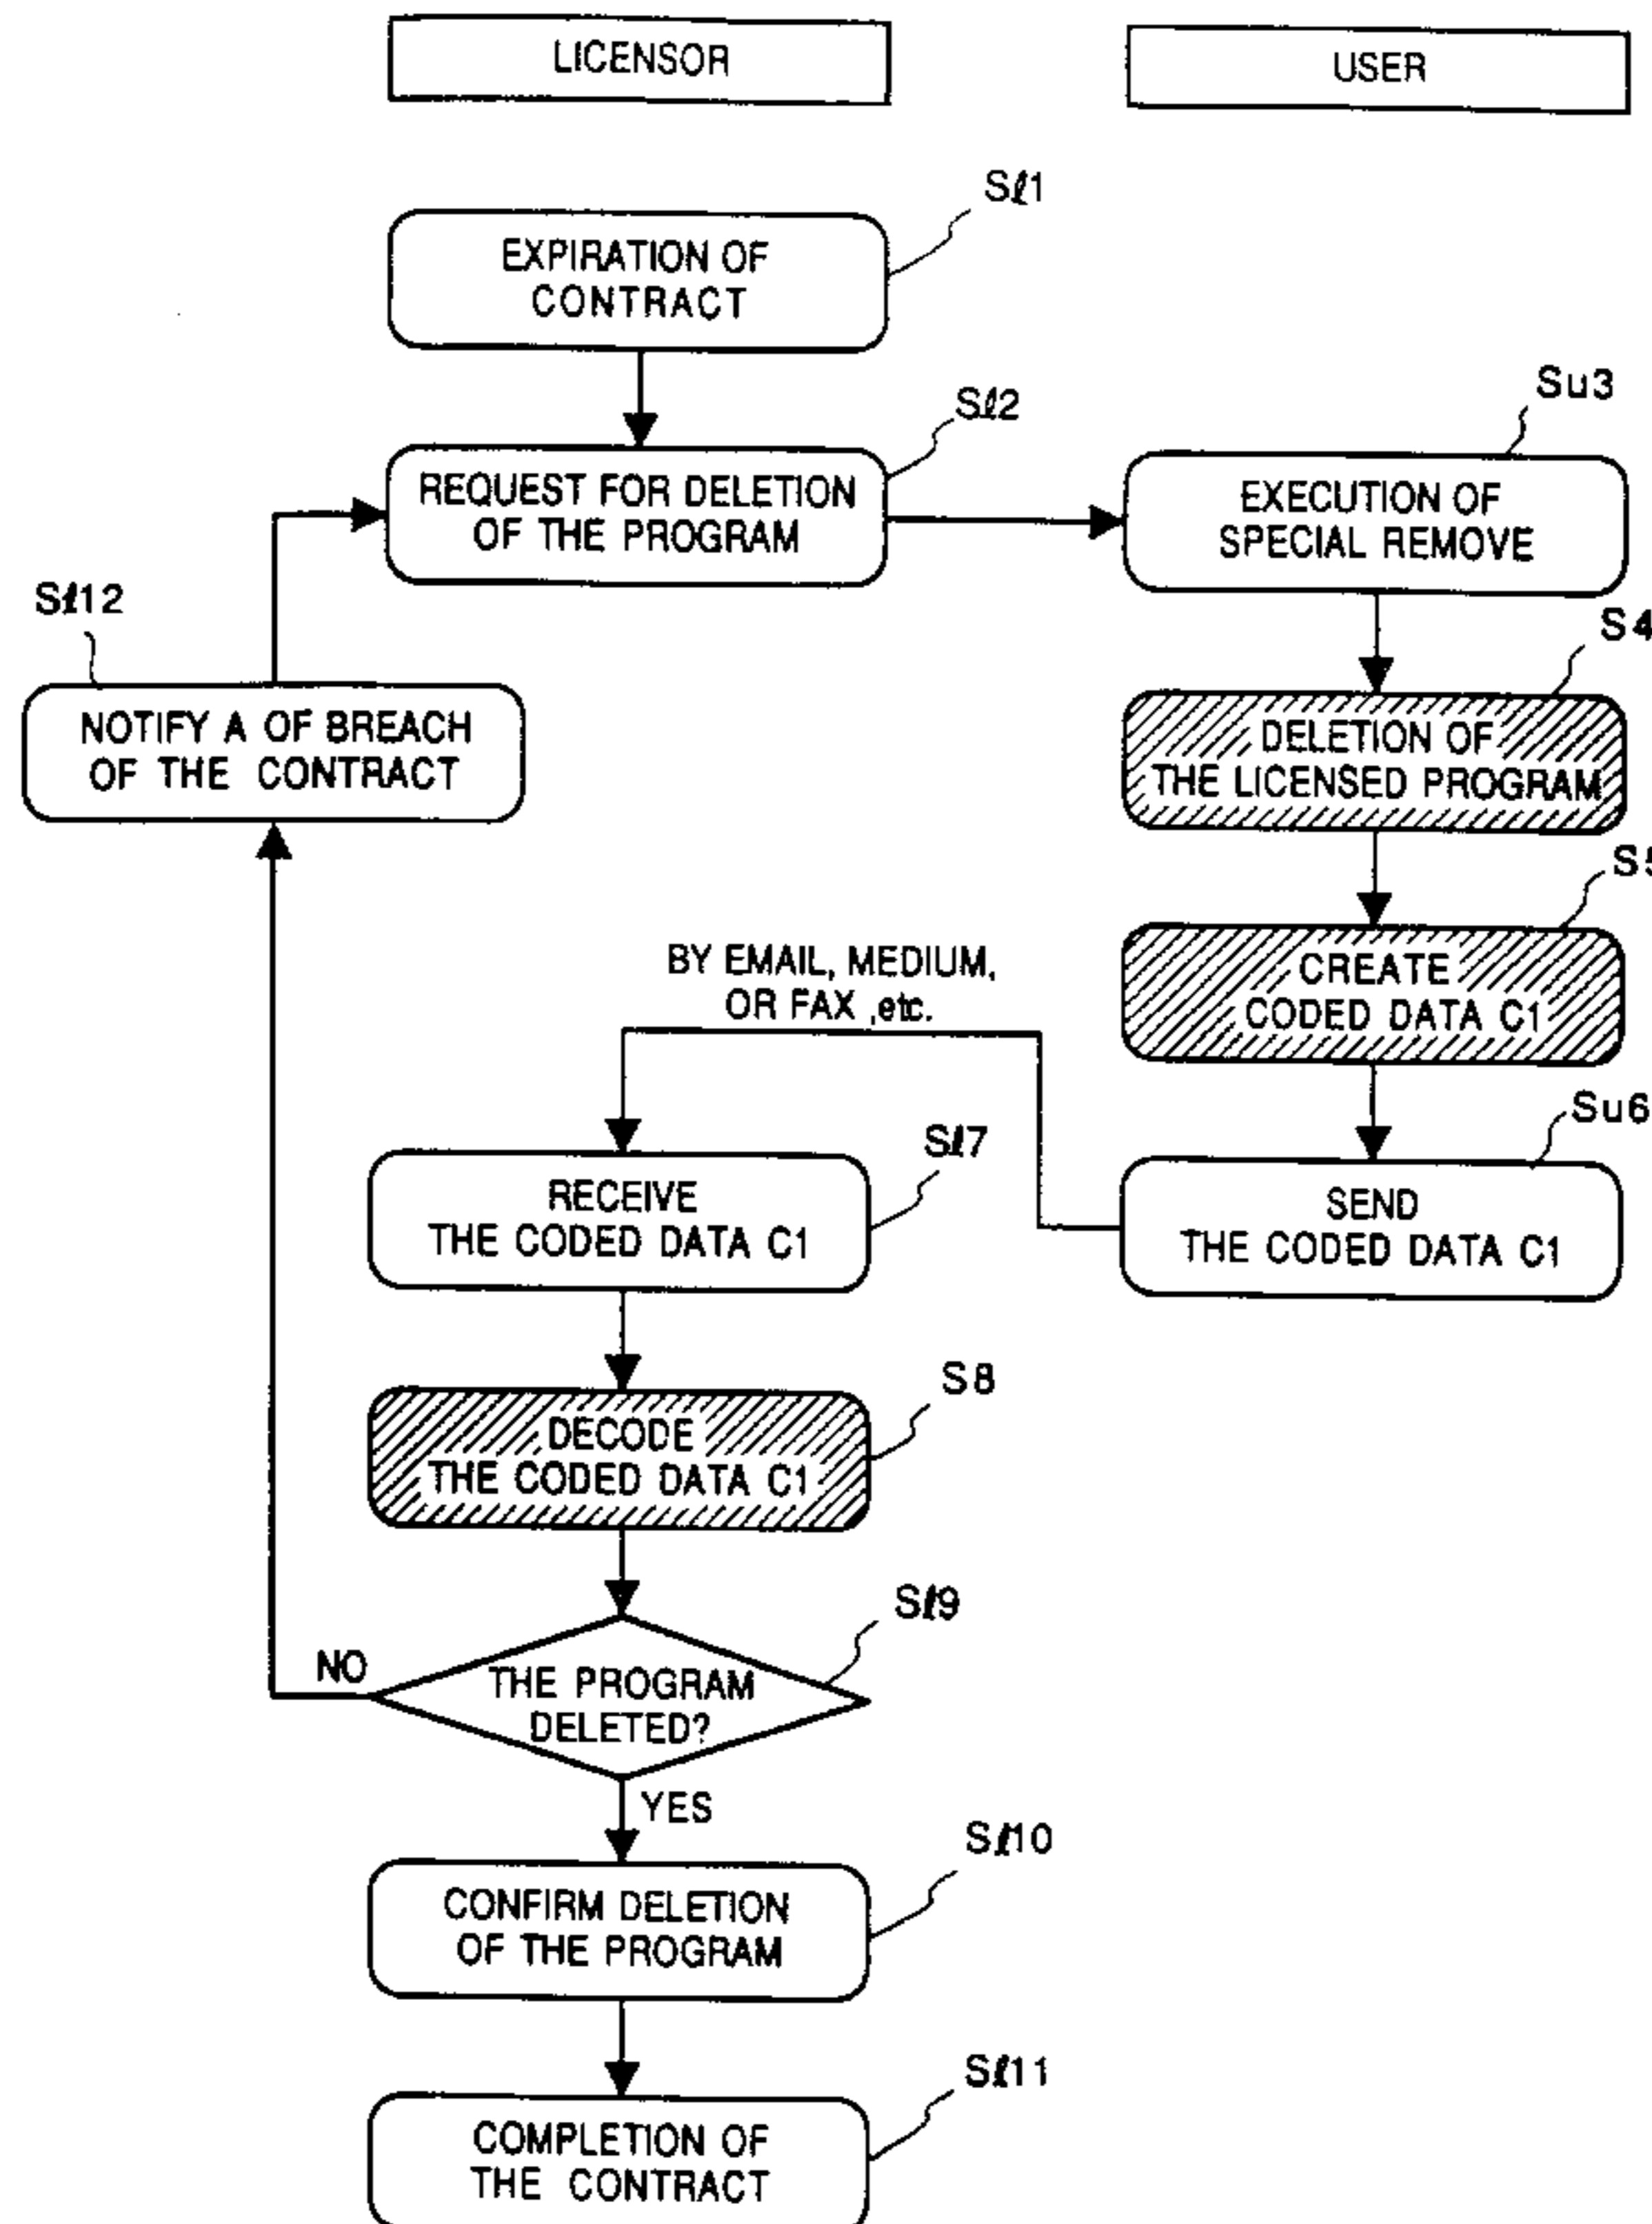 LICENSOR
USER
Sℓ1
EXPIRATION OF
CONTRACT
Sℓ2
REQUEST FOR DELETION
OF THE PROGRAM
Su3
EXECUTION OF
SPECIAL REMOVE
Sℓ12
NOTIFY A OF BREACH
OF THE CONTRACT
S4
DELETION OF
THE LICENSED PROGRAM
S5
CREATE
CODED DATA C1
BY EMAIL, MEDIUM,
OR FAX ,etc.
Su6
SEND
THE CODED DATA C1
Sℓ7
RECEIVE
THE CODED DATA C1
S8
DECODE
THE CODED DATA C1
Sℓ9
THE PROGRAM
DELETED?
NO
YES
Sℓ10
CONFIRM DELETION
OF THE PROGRAM
Sℓ11
COMPLETION OF
THE CONTRACT